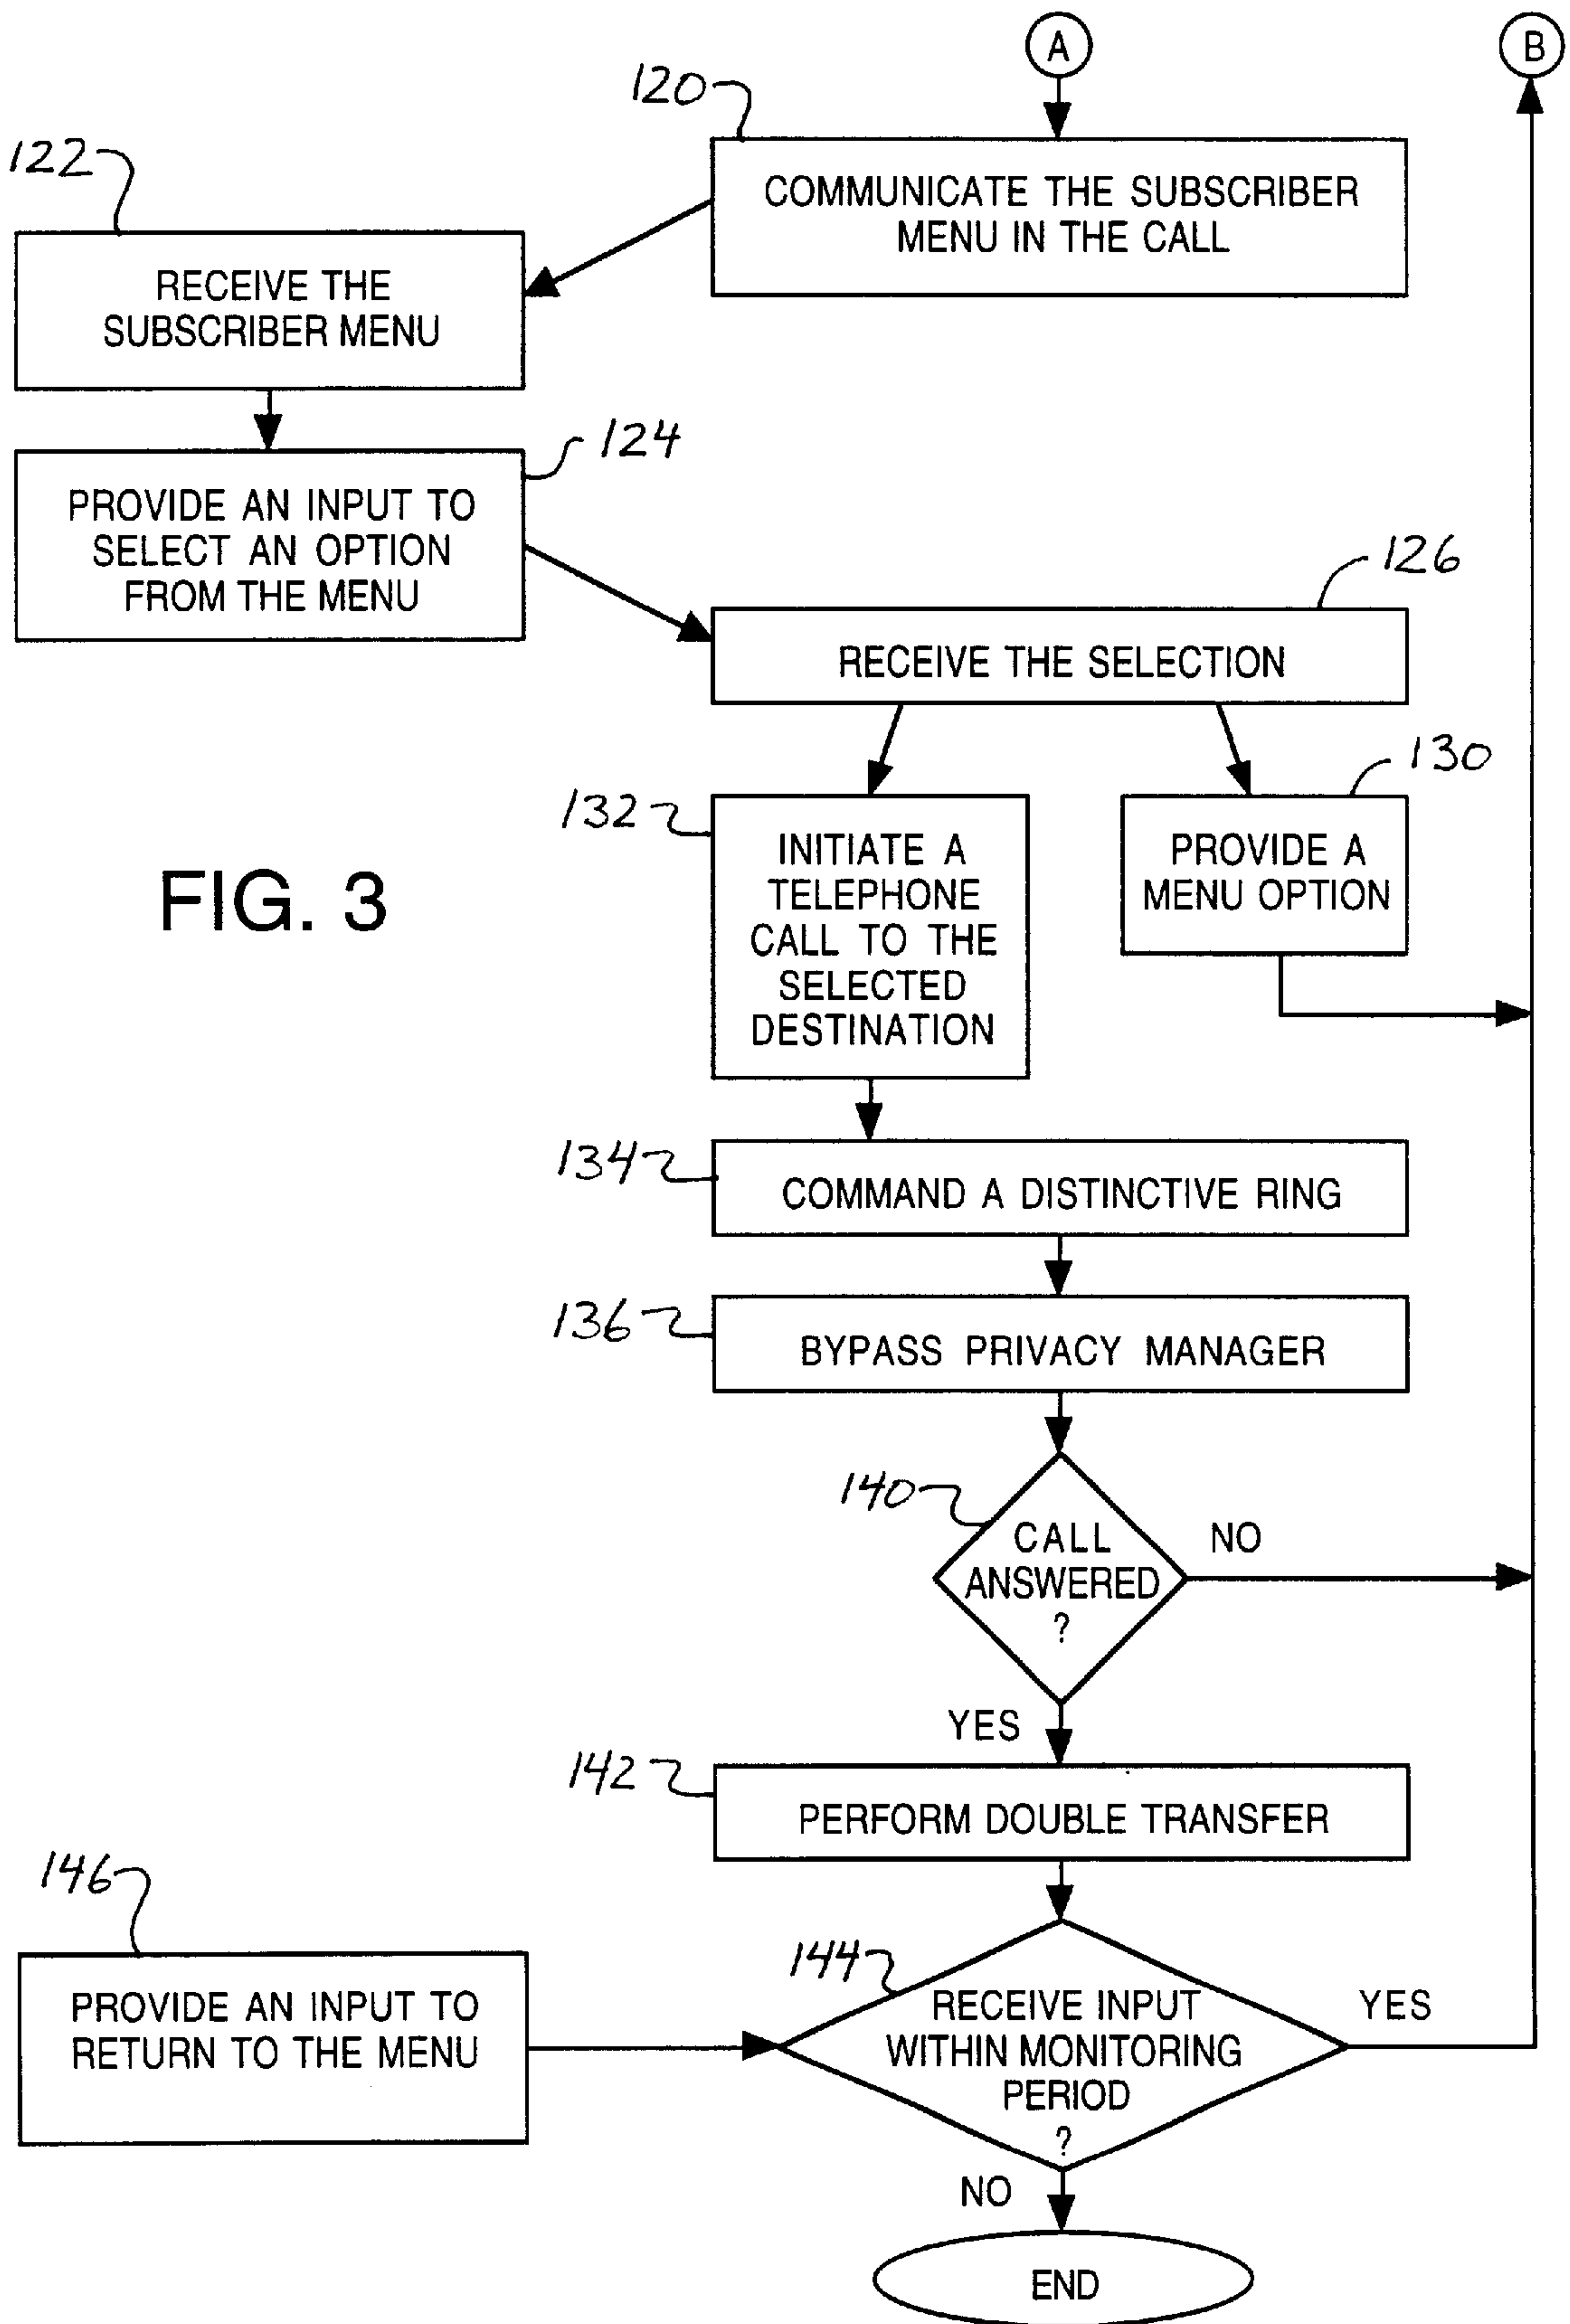 A
B
120
COMMUNICATE THE SUBSCRIBER
MENU IN THE CALL
122
RECEIVE THE
SUBSCRIBER MENU
124
PROVIDE AN INPUT TO
SELECT AN OPTION
FROM THE MENU
126
RECEIVE THE SELECTION
132
INITIATE A
TELEPHONE
CALL TO THE
SELECTED
DESTINATION
130
PROVIDE A
MENU OPTION
FIG. 3
134
COMMAND A DISTINCTIVE RING
136
BYPASS PRIVACY MANAGER
140
CALL
ANSWERED
?
NO
YES
142
PERFORM DOUBLE TRANSFER
146
PROVIDE AN INPUT TO
RETURN TO THE MENU
144
RECEIVE INPUT
WITHIN MONITORING
PERIOD
?
YES
NO
END